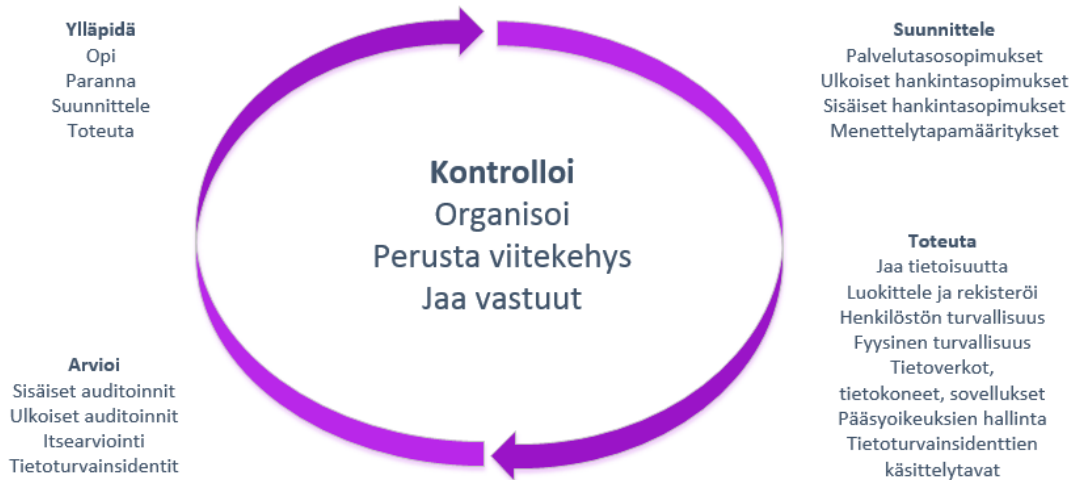 Ylläpidä
Opi
Paranna
Suunnittele
Toteuta
Suunnittele
Palvelutasosopimukset
Ulkoiset hankintasopimukset
Sisäiset hankintasopimukset
Menettelytapamääritykset
Kontrolloi
Organisoi
Perusta viitekehys
Jaa vastuut
Toteuta
Jaa tietoisuutta
Luokittele ja rekisteröi
Henkilöstön turvallisuus
Fyysinen turvallisuus
Tietoverkot,
tietokoneet, sovellukset
Pääsyoikeuksien hallinta
Tietoturvainsidenttien
käsittelytavat
Arvioi
Sisäiset auditoinnit
Ulkoiset auditoinnit
Itsearviointi
Tietoturvainsidentit